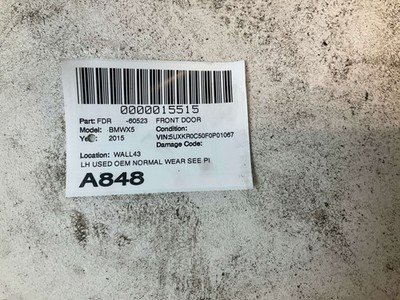 0000015515
Part: FDR -60523 FRONT DOOR
Model: BMWX5 Condition:
2015 VIN:5UXKR0C50F0P01067
Damage Code:
Location: WALL43
LH USED OEM NORMAL WEAR SEE PI
A848